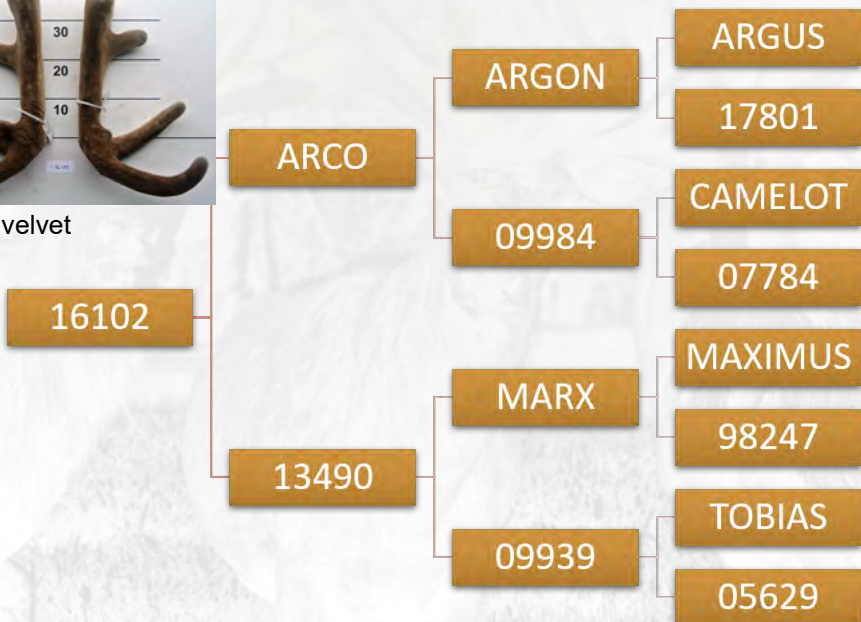 30
20
10
velvet
16102
ARCO
13490
ARGON
09984
MARX
09939
ARGUS
17801
CAMELOT
07784
MAXIMUS
98247
TOBIAS
05629